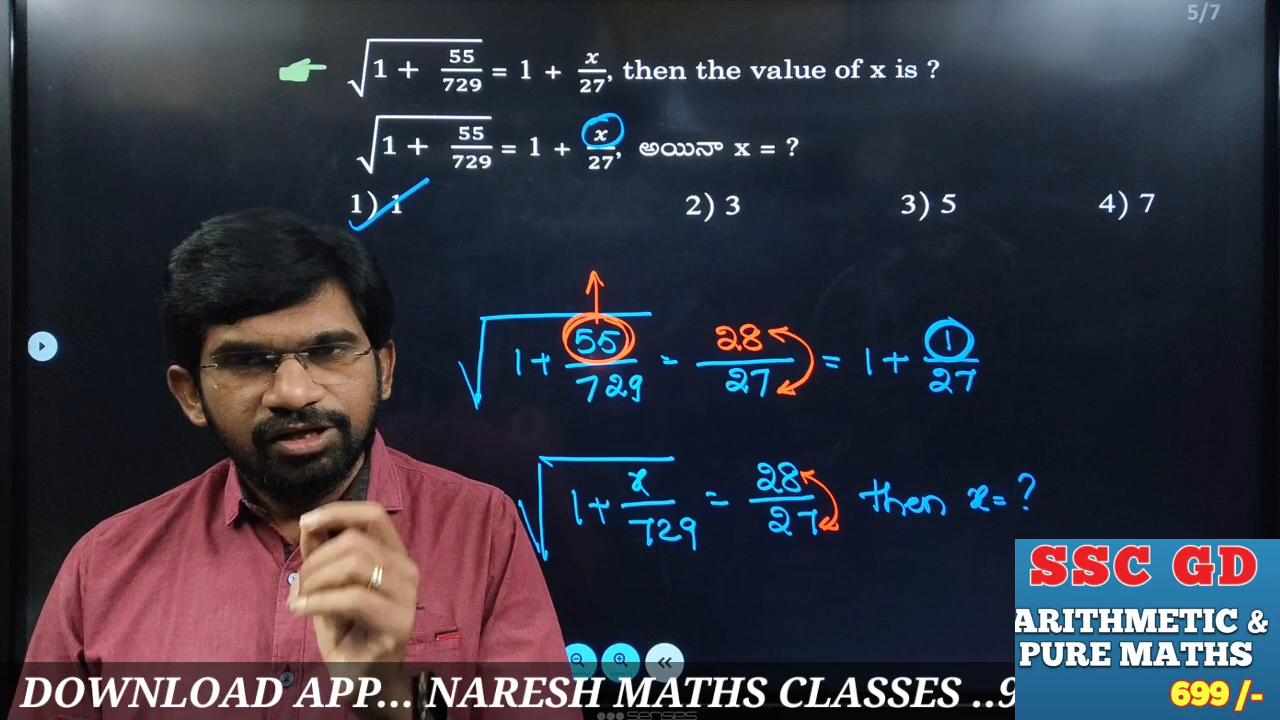 5/7
√(1 + 55/729) = 1 + x/27, then the value of x is ?
√(1 + 55/729) = 1 + x/27, అయినా x = ?
1) 1 2) 3 3) 5 4) 7
√(1 + 55/729) = 28/27 = 1 + 1/27
√(1 + x/729) = 28/27 then x = ?
SSC GD
ARITHMETIC &
PURE MATHS
699 /-
DOWNLOAD APP... NARESH MATHS CLASSES ..9
senses